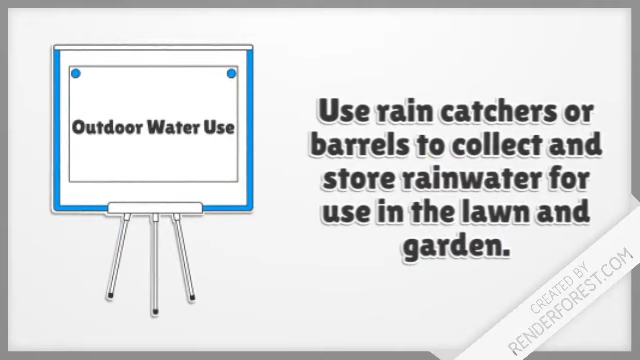 Outdoor Water Use
Use rain catchers or
barrels to collect and
store rainwater for
use in the lawn and
garden.
CREATED BY
RENDERFOREST.COM